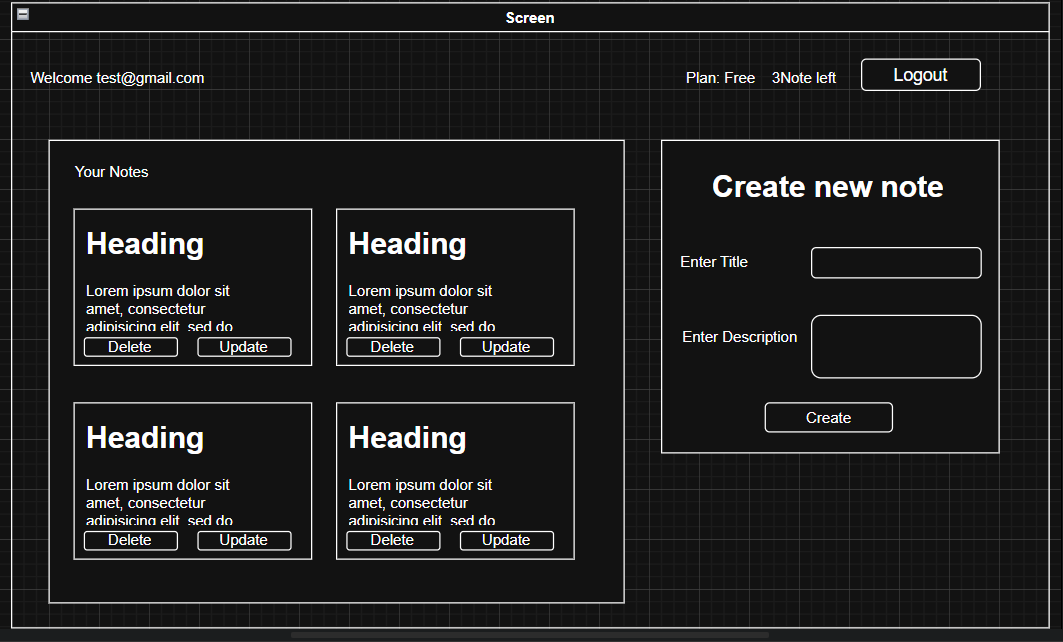 Screen
Welcome test@gmail.com
Plan: Free
3Note left
Logout
Your Notes
Heading
Lorem ipsum dolor sit
amet, consectetur
adipisicing elit, sed do
Delete
Update
Heading
Lorem ipsum dolor sit
amet, consectetur
adipisicing elit, sed do
Delete
Update
Heading
Lorem ipsum dolor sit
amet, consectetur
adipisicing elit, sed do
Delete
Update
Heading
Lorem ipsum dolor sit
amet, consectetur
adipisicing elit, sed do
Delete
Update
Create new note
Enter Title
Enter Description
Create